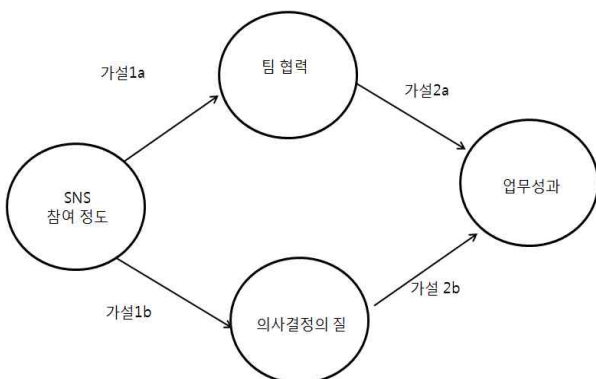 팀 협력
가설1a
가설2a
업무성과
SNS
참여 정도
가설1b
가설 2b
의사결정의 질